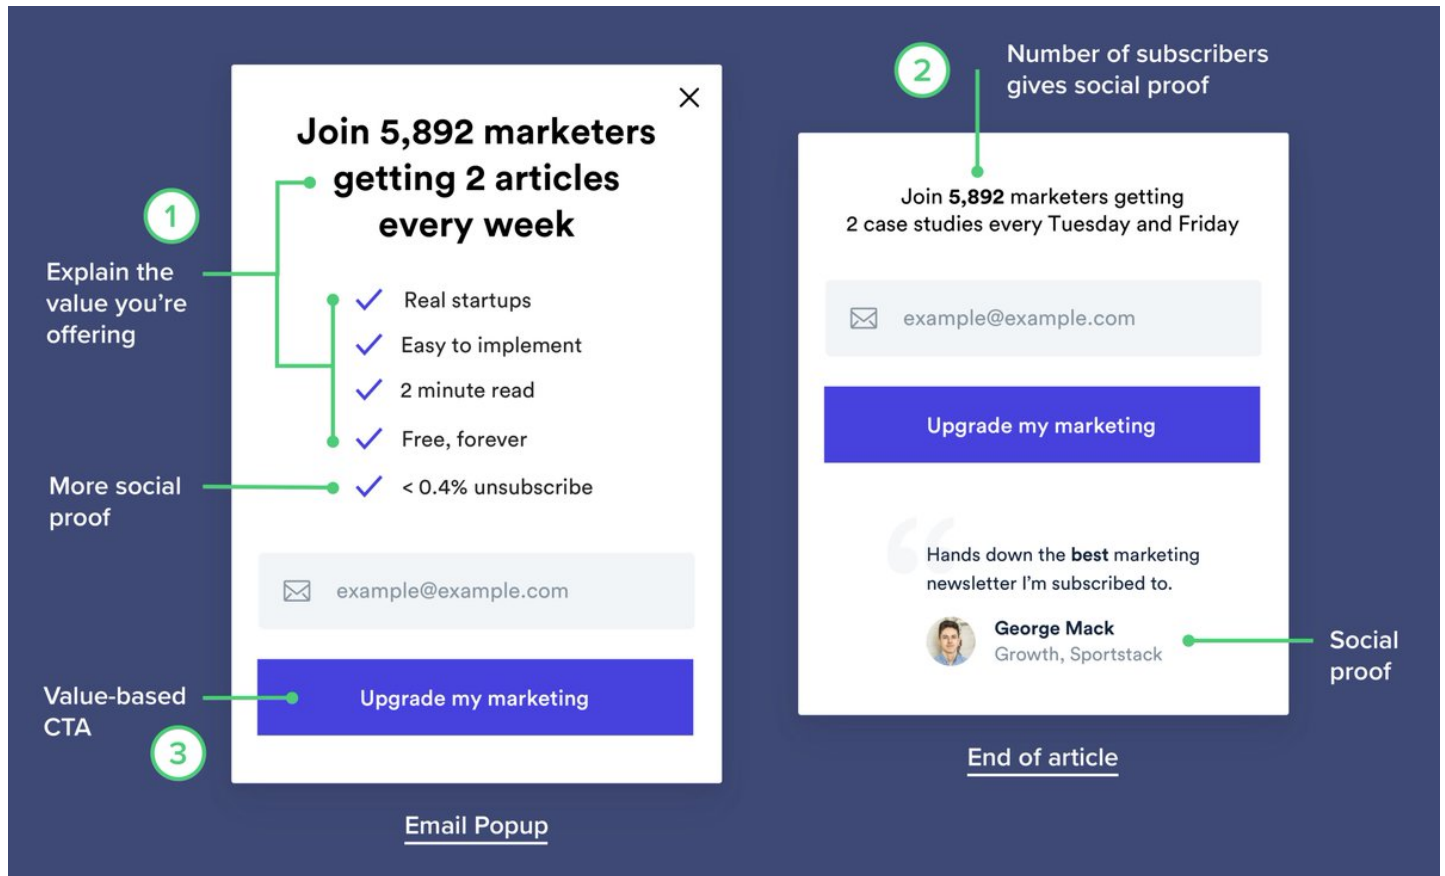 1
Explain the
value you're
offering
More social
proof
Value-based
CTA
3
Join 5,892 marketers
getting 2 articles
every week
Real startups
Easy to implement
2 minute read
Free, forever
< 0.4% unsubscribe
example@example.com
Upgrade my marketing
Email Popup
2
Number of subscribers
gives social proof
Join 5,892 marketers getting
2 case studies every Tuesday and Friday
example@example.com
Upgrade my marketing
“
Hands down the best marketing
newsletter I'm subscribed to.
George Mack
Growth, Sportstack
Social
proof
End of article